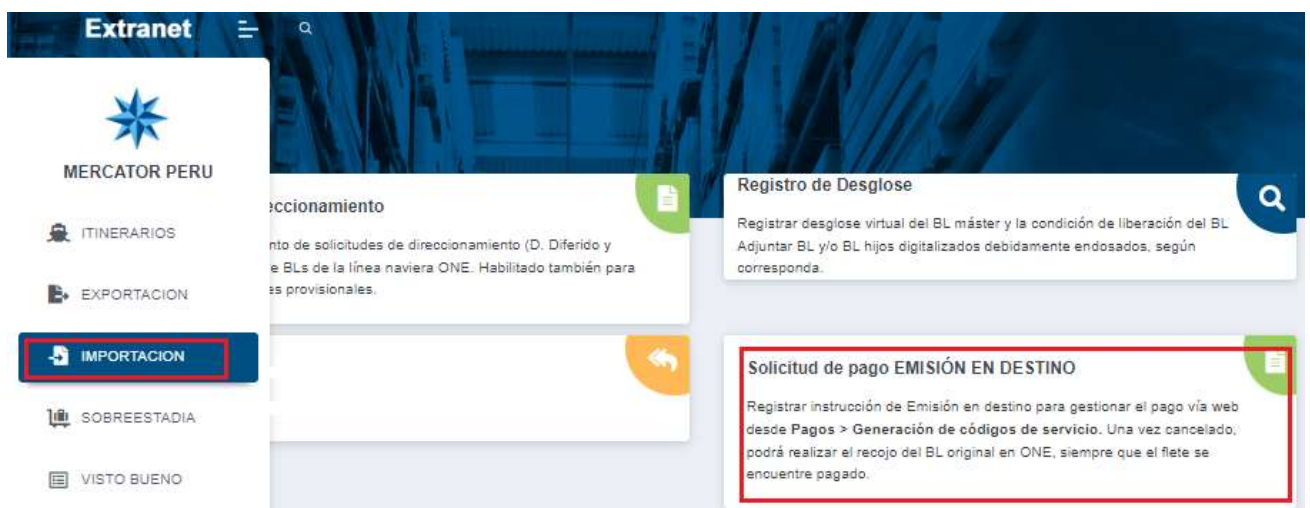 Extranet
MERCATOR PERU
ITINERARIOS
EXPORTACION
IMPORTACION
SOBREESTADIA
VISTO BUENO
eccionamiento
nto de solicitudes de direccionamiento (D. Diferido y
e BLs de la línea naviera ONE. Habilitado también para
es provisionales.
Registro de Desglose
Registrar desglose virtual del BL máster y la condición de liberación del BL
Adjuntar BL y/o BL hijos digitalizados debidamente endosados, según
corresponda.
Solicitud de pago EMISIÓN EN DESTINO
Registrar instrucción de Emisión en destino para gestionar el pago vía web
desde Pagos > Generación de códigos de servicio. Una vez cancelado,
podrá realizar el recojo del BL original en ONE, siempre que el flete se
encuentre pagado.